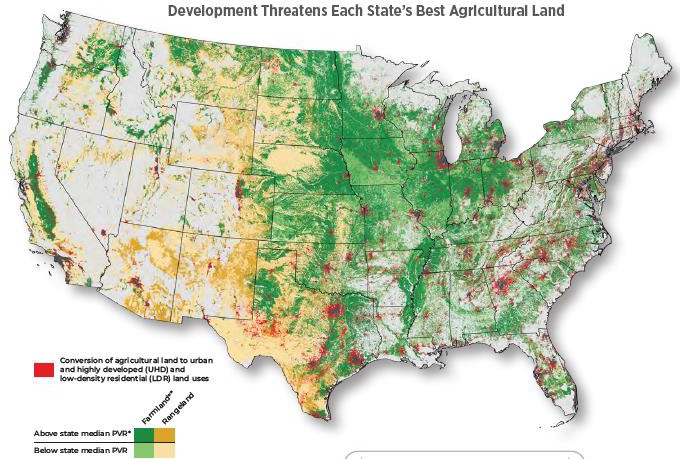 Development Threatens Each State's Best Agricultural Land
Conversion of agricultural land to urban
and highly developed (UHD) and
low-density residential (LDR) land uses
Farmland**
Rangeland
Above state median PVR*
Below state median PVR